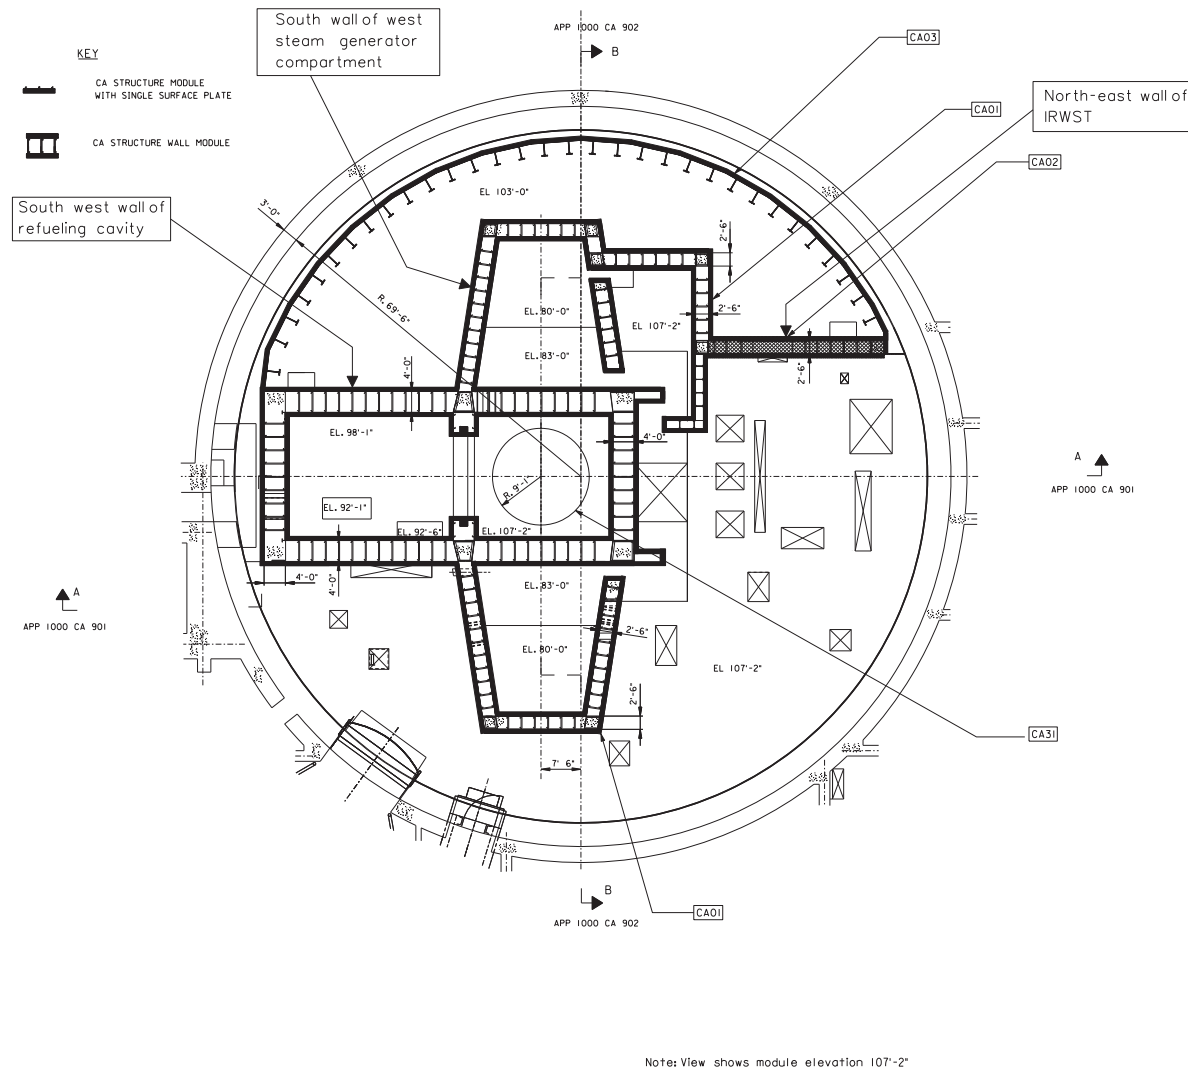 South wall of west
steam generator
compartment
APP 1000 CA 902
B
CA03
KEY
CA STRUCTURE MODULE
WITH SINGLE SURFACE PLATE
CA STRUCTURE WALL MODULE
CA01
North-east wall of
IRWST
CA02
South west wall of
refueling cavity
3'-0"
EL 103'-0"
2'-6"
R. 69'-6"
EL. 80'-0"
2'-6"
EL 107'-2"
EL. 83'-0"
4'-0"
2'-6"
EL. 98'-1"
4'-0"
A
APP 1000 CA 901
R. 9'-1"
EL. 92'-1"
EL. 92'-6"
EL. 107'-2"
4'-0"
4'-0"
EL. 83'-0"
A
APP 1000 CA 901
2'-6"
EL. 80'-0"
EL 107'-2"
2'-6"
CA31
7' 6"
B
CA01
APP 1000 CA 902
Note: View shows module elevation 107'-2"